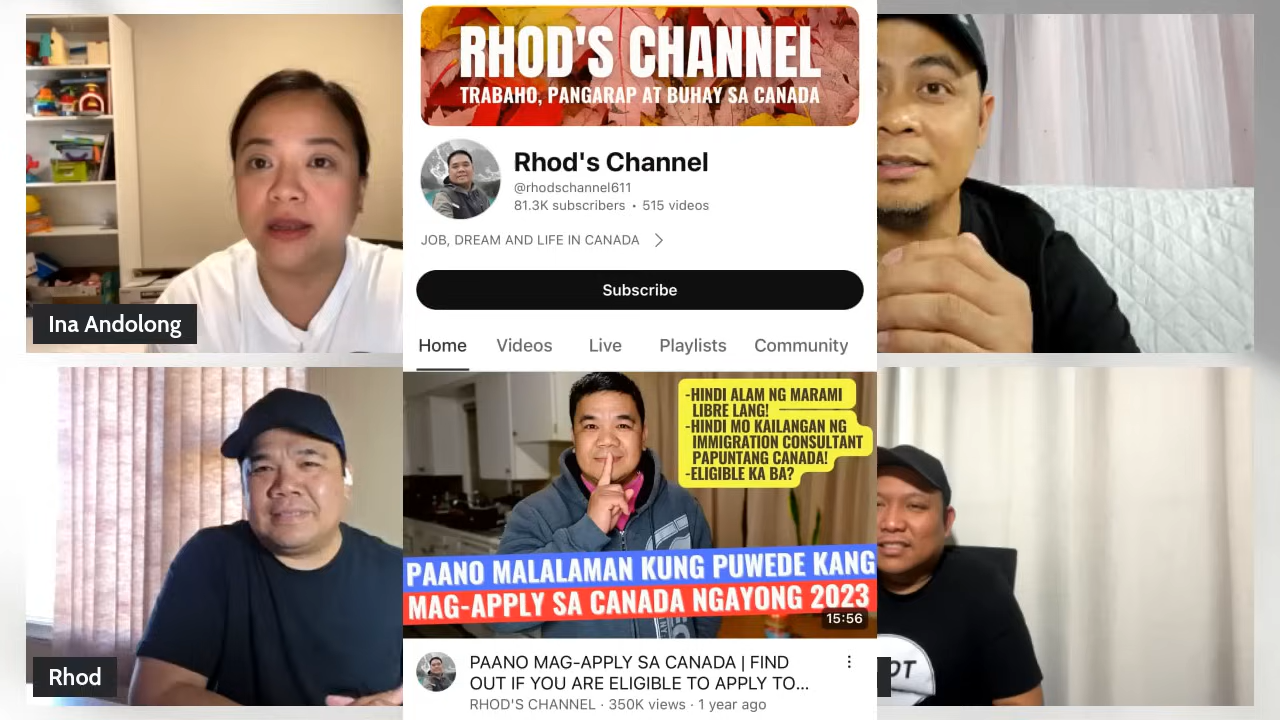 RHOD'S CHANNEL
TRABAHO, PANGARAP AT BUHAY SA CANADA
Rhod's Channel
@rhodschannel611
81.3K subscribers • 515 videos
JOB, DREAM AND LIFE IN CANADA
Subscribe
Home Videos Live Playlists Community
-HINDI ALAM NG MARAMI
LIBRE LANG!
-HINDI MO KAILANGAN NG
IMMIGRATION CONSULTANT
PAPUNTANG CANADA!
-ELIGIBLE KA BA?
PAANO MALALAMAN KUNG PUWEDE KANG
MAG-APPLY SA CANADA NGAYONG 2023
15:56
PAANO MAG-APPLY SA CANADA | FIND
OUT IF YOU ARE ELIGIBLE TO APPLY TO...
RHOD'S CHANNEL · 350K views · 1 year ago
Ina Andolong
Rhod